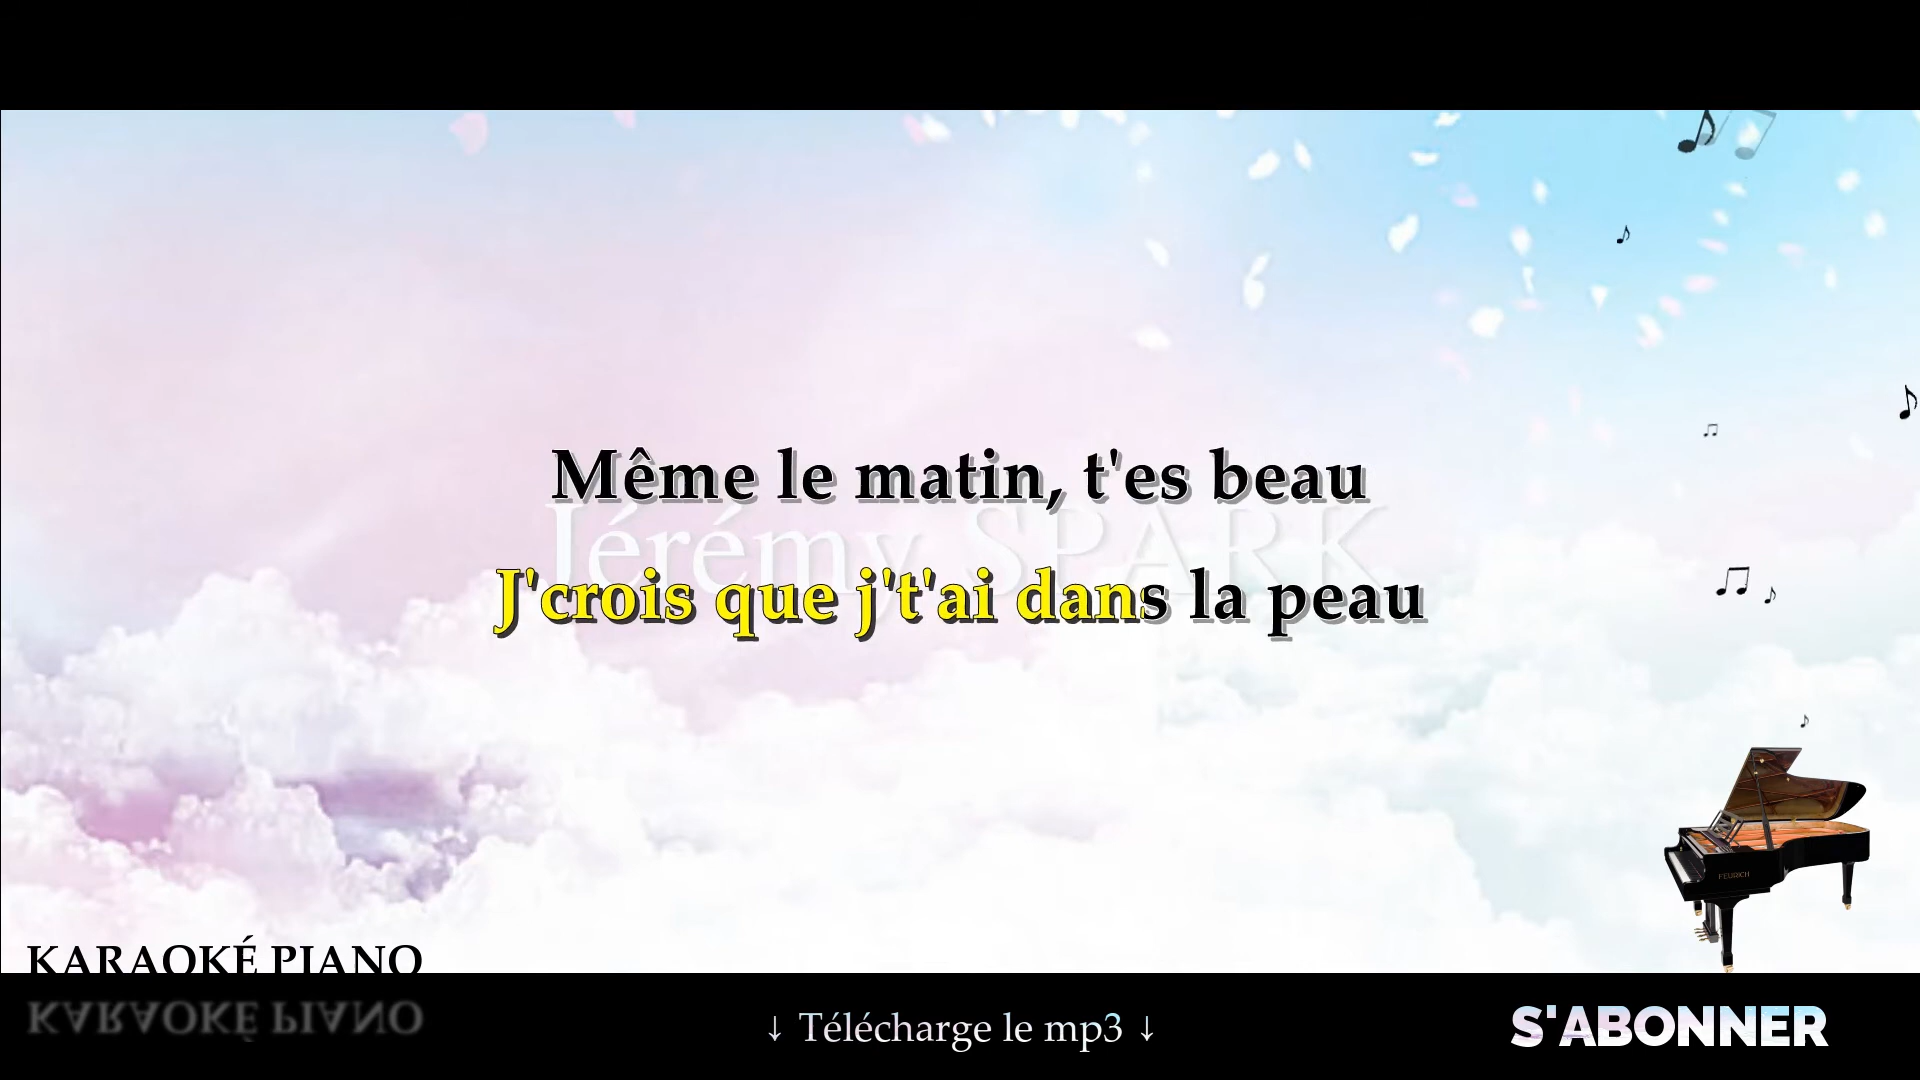 Même le matin, t'es beau
Jérémy SPARK
J'crois que j't'ai dans la peau
FEURICH
KARAOKÉ PIANO
↓ Télécharge le mp3 ↓
S'ABONNER